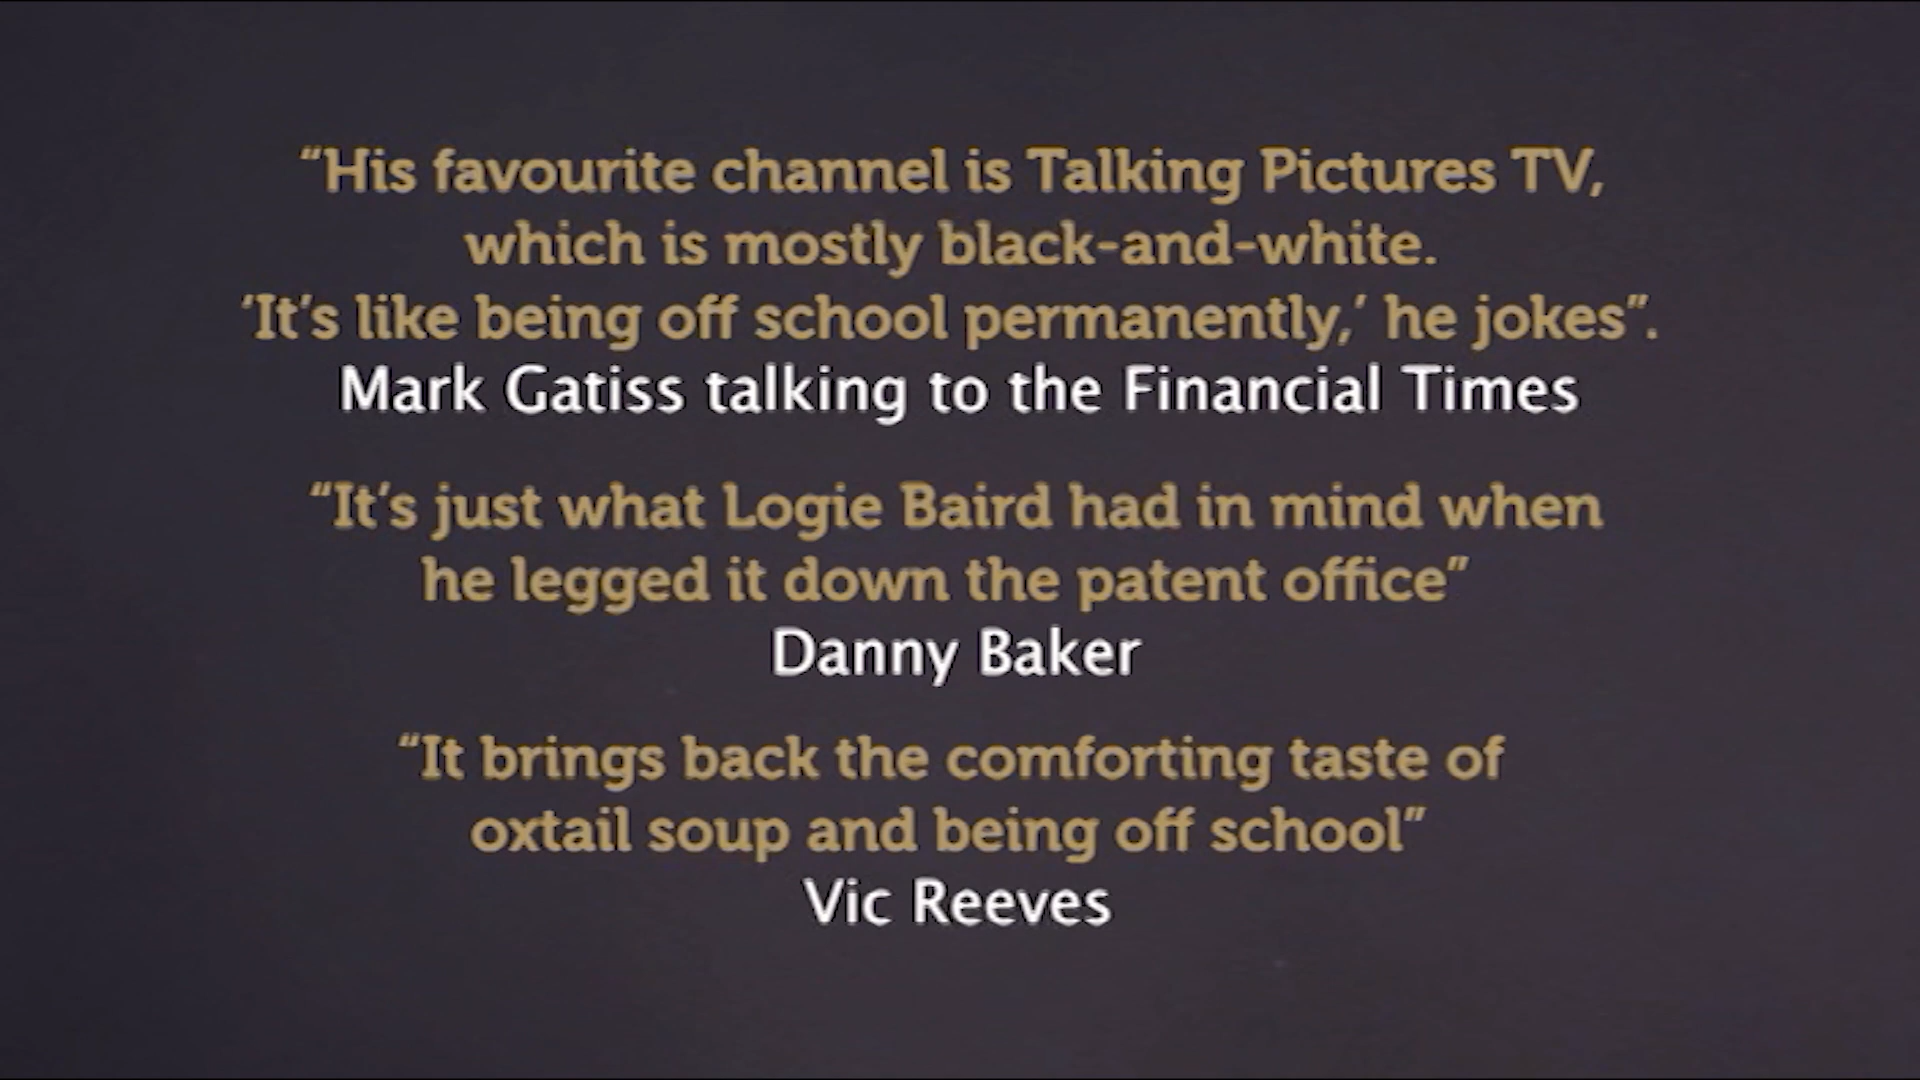 “His favourite channel is Talking Pictures TV,
which is mostly black-and-white.
‘It’s like being off school permanently,’ he jokes”.
Mark Gatiss talking to the Financial Times
“It’s just what Logie Baird had in mind when
he legged it down the patent office”
Danny Baker
“It brings back the comforting taste of
oxtail soup and being off school”
Vic Reeves